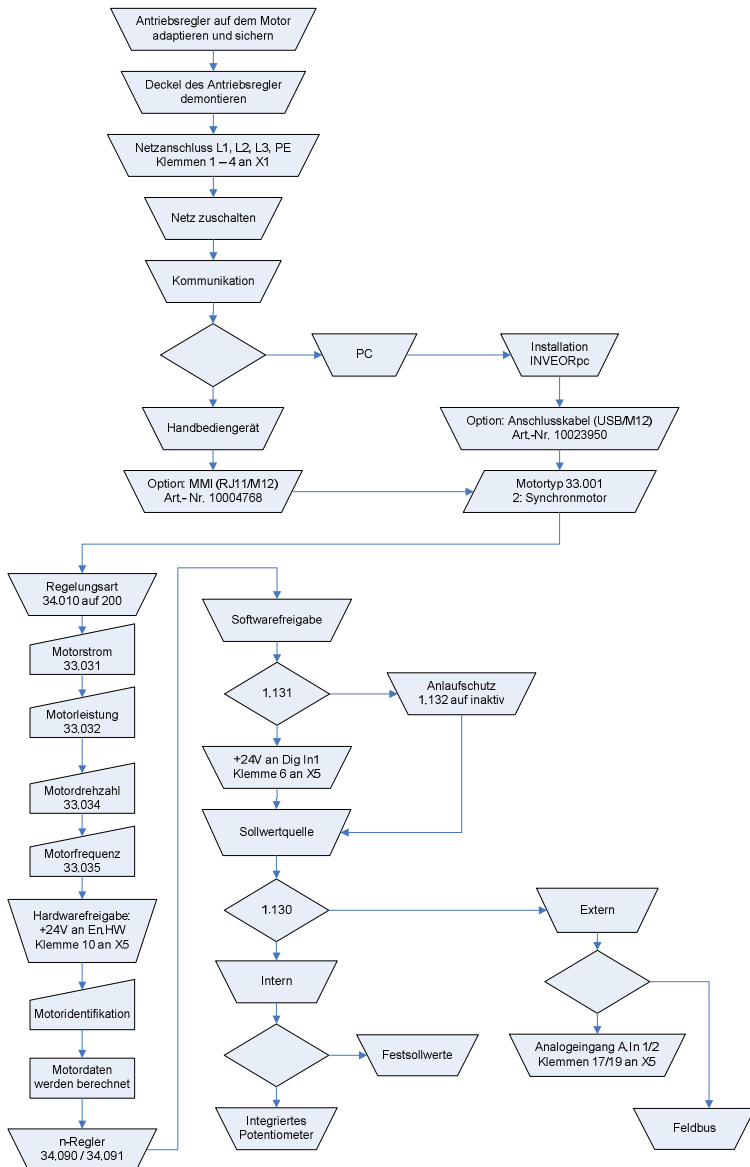 Antriebsregler auf dem Motor
adaptieren und sichern
Deckel des Antriebsregler
demontieren
Netzanschluss L1, L2, L3, PE
Klemmen 1 – 4 an X1
Netz zuschalten
Kommunikation
PC
Installation
INVEORpc
Handbediengerät
Option: Anschlusskabel (USB/M12)
Art.-Nr. 10023950
Option: MMI (RJ11/M12)
Art.- Nr. 10004768
Motortyp 33.001
2: Synchronmotor
Regelungsart
34.010 auf 200
Motorstrom
33.031
Motorleistung
33.032
Motordrehzahl
33.034
Motorfrequenz
33.035
Hardwarefreigabe:
+24V an En.HW
Klemme 10 an X5
Motoridentifikation
Motordaten
werden berechnet
n-Regler
34.090 / 34.091
Softwarefreigabe
1.131
Anlaufschutz
1.132 auf inaktiv
+24V an Dig In1
Klemme 6 an X5
Sollwertquelle
1.130
Extern
Intern
Festsollwerte
Integriertes
Potentiometer
Analogeingang A.In 1/2
Klemmen 17/19 an X5
Feldbus